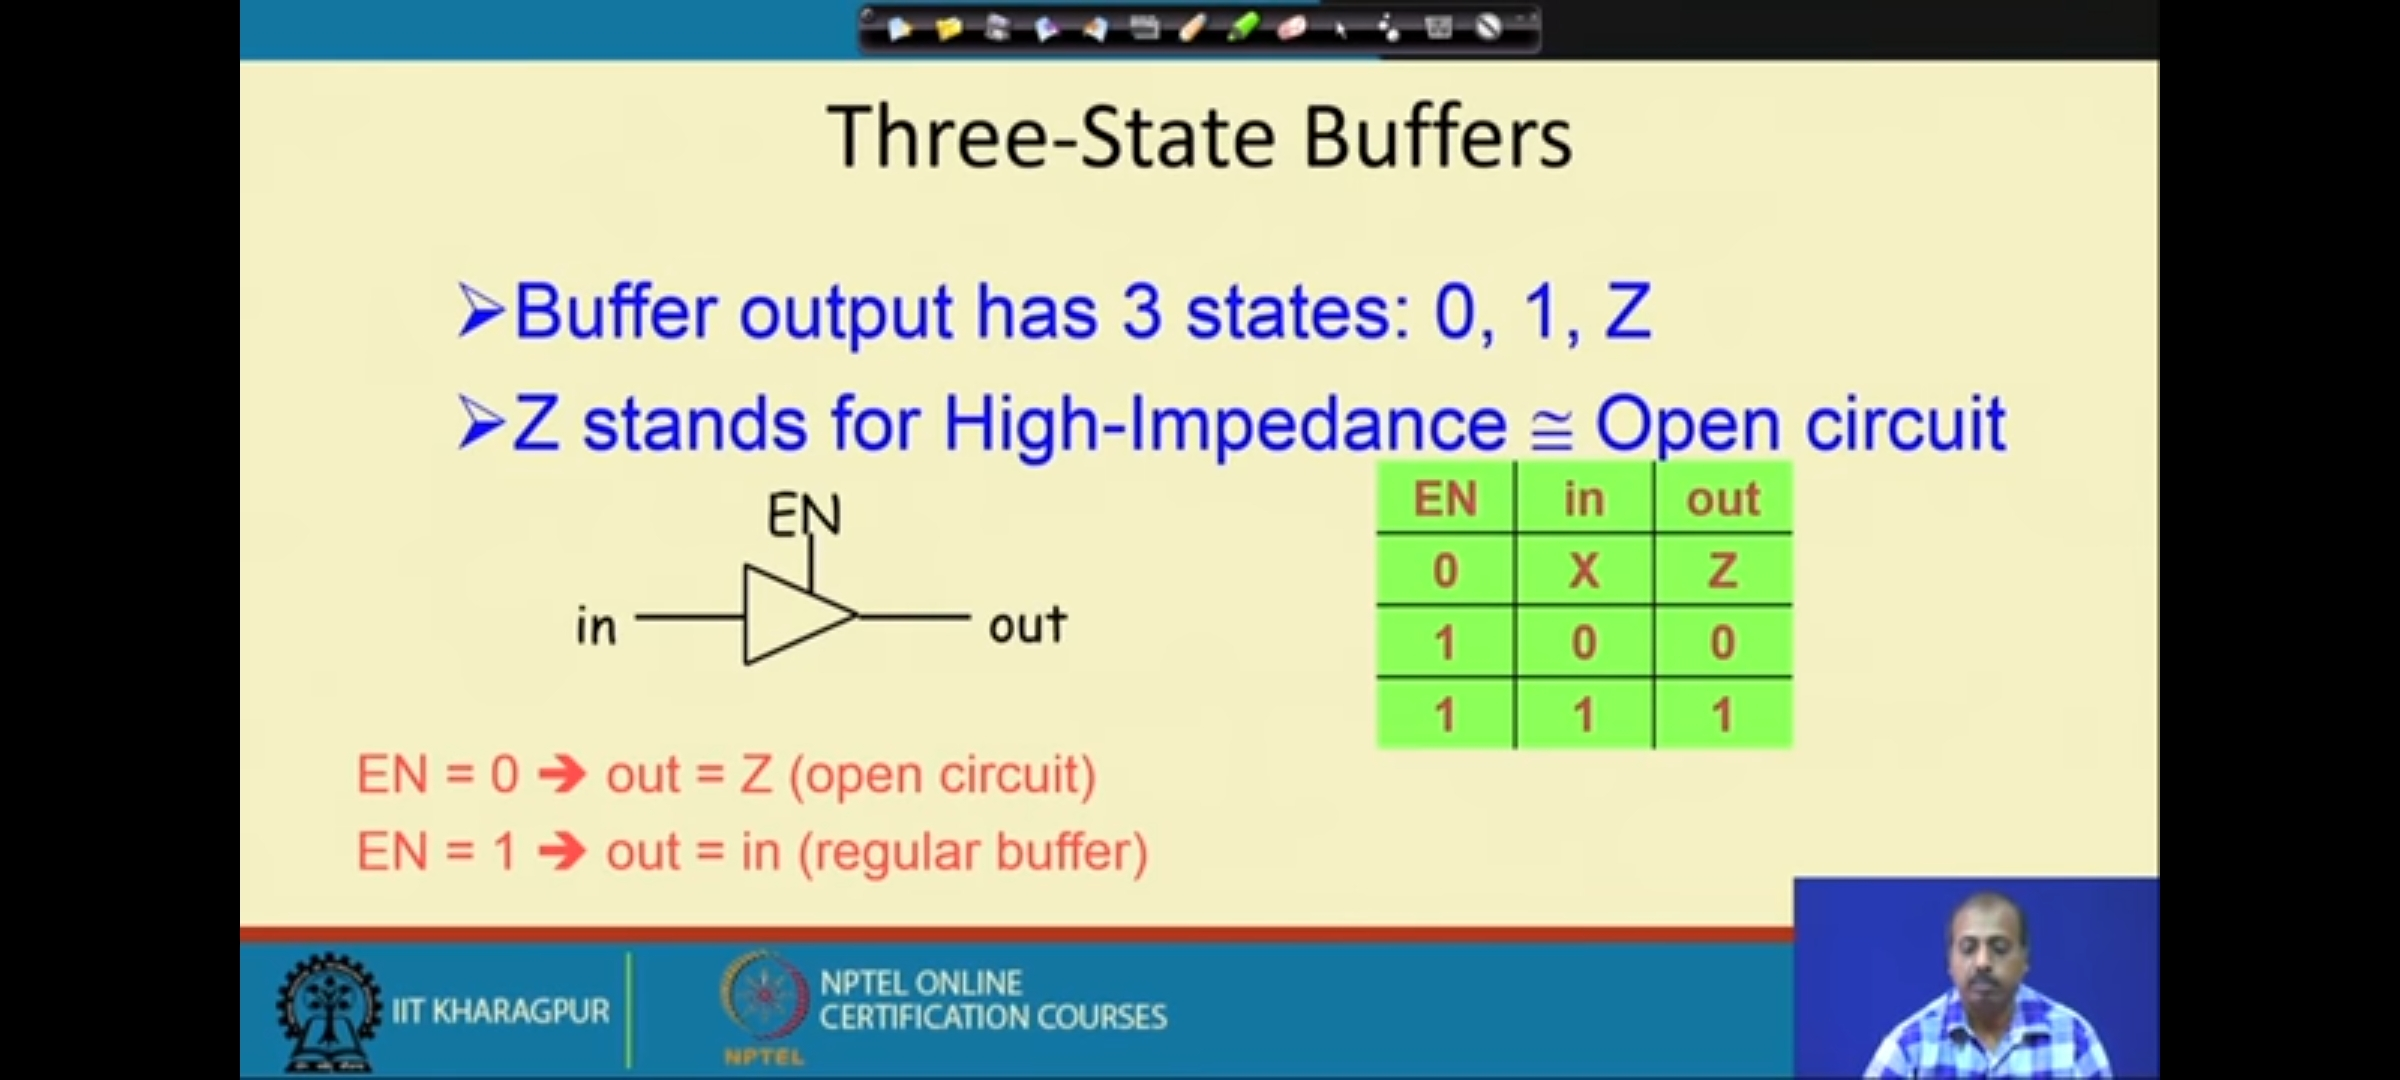 Three-State Buffers
➢Buffer output has 3 states: 0, 1, Z
➢Z stands for High-Impedance ≅ Open circuit
EN
in
out
EN in out
0 X Z
1 0 0
1 1 1
EN = 0 ➔ out = Z (open circuit)
EN = 1 ➔ out = in (regular buffer)
IIT KHARAGPUR
NPTEL
NPTEL ONLINE
CERTIFICATION COURSES